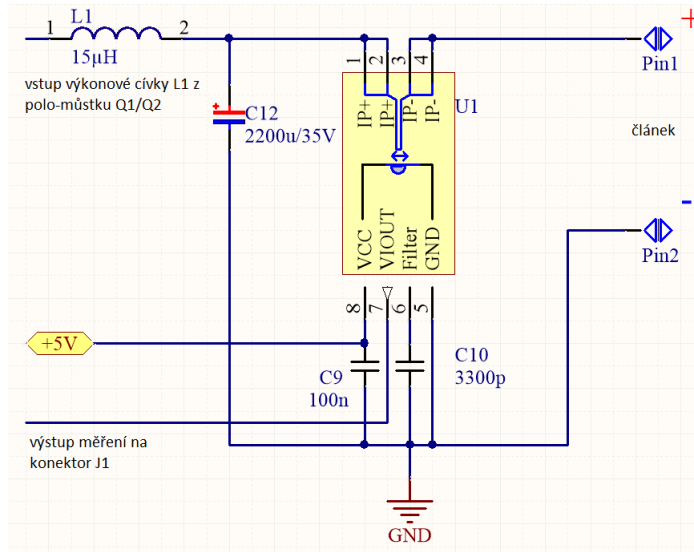 L1
1 2
15µH
vstup výkonové cívky L1 z
polo-můstku Q1/Q2
C12
2200u/35V
1 2 3 4
IP+ IP+ IP- IP-
U1
+
Pin1
článek
-
Pin2
VCC VIOUT Filter GND
8 7 6 5
+5V
C9
100n
C10
3300p
výstup měření na
konektor J1
GND